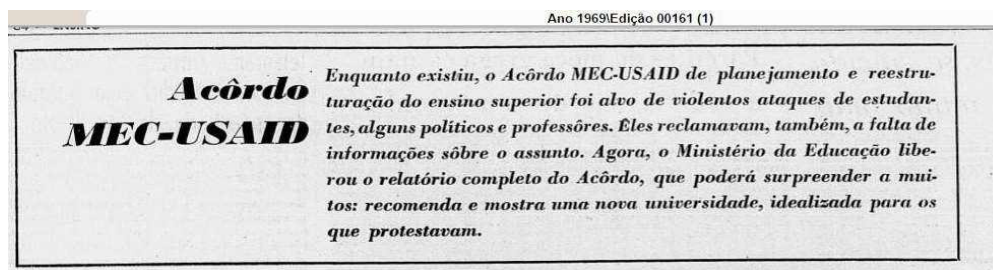 Ano 1969\Edição 00161 (1)
Acôrdo
MEC-USAID
Enquanto existiu, o Acôrdo MEC-USAID de planejamento e reestru-
turação do ensino superior foi alvo de violentos ataques de estudan-
tes, alguns políticos e professôres. Êles reclamavam, também, a falta de
informações sôbre o assunto. Agora, o Ministério da Educação libe-
rou o relatório completo do Acôrdo, que poderá surpreender a mui-
tos: recomenda e mostra uma nova universidade, idealizada para os
que protestavam.